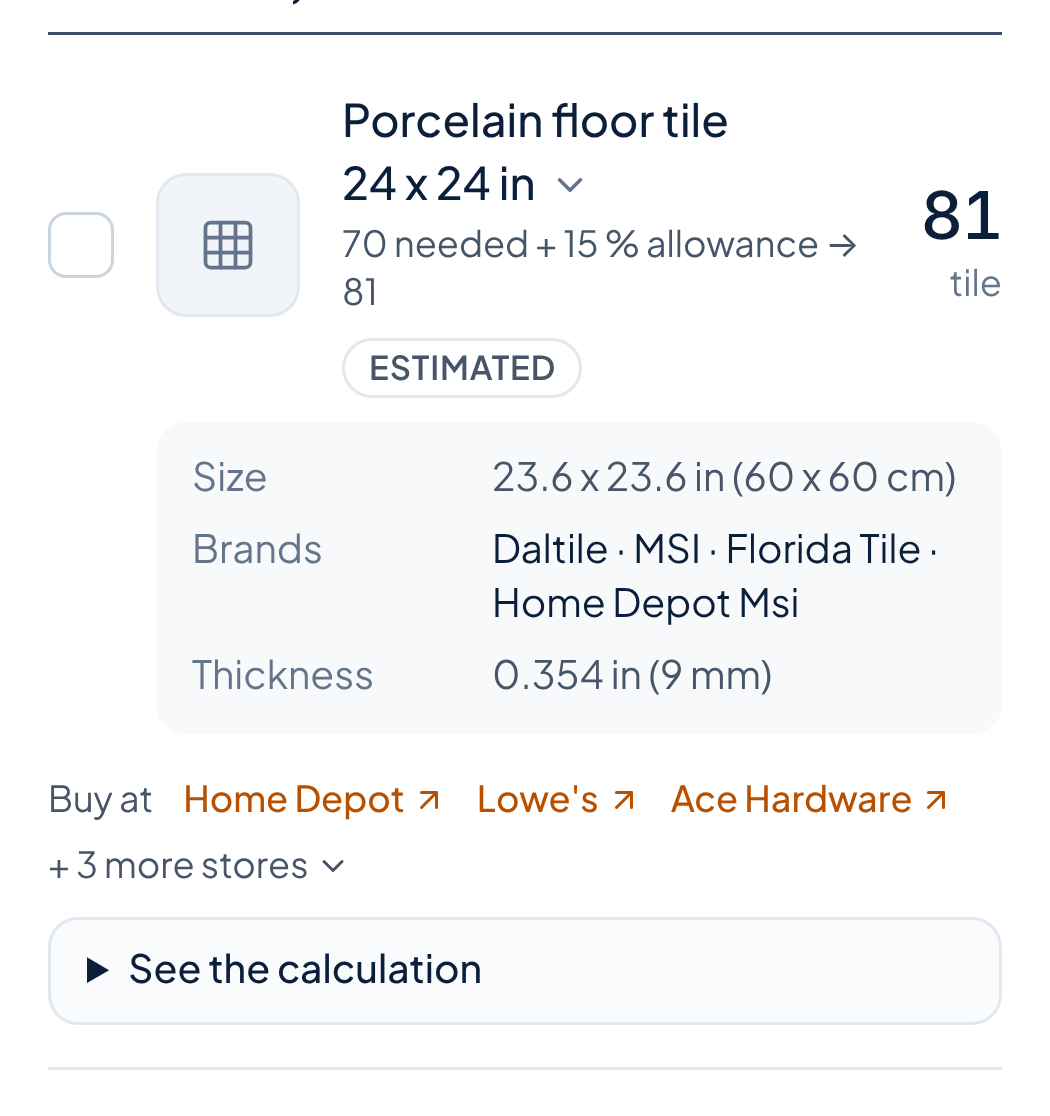 Porcelain floor tile
24 x 24 in
70 needed + 15 % allowance →
81
81
tile
ESTIMATED
Size 23.6 x 23.6 in (60 x 60 cm)
Brands Daltile · MSI · Florida Tile ·
Home Depot Msi
Thickness 0.354 in (9 mm)
Buy at Home Depot ↗ Lowe's ↗ Ace Hardware ↗
+ 3 more stores
See the calculation